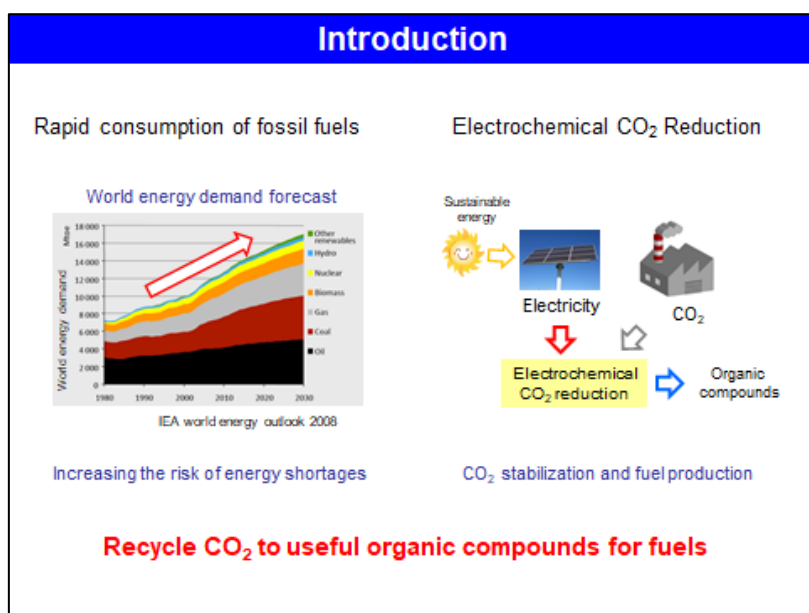 Introduction
Rapid consumption of fossil fuels
World energy demand forecast
Mtoe
World energy demand
18 000
16 000
14 000
12 000
10 000
8 000
6 000
4 000
2 000
0
1980
1990
2000
2010
2020
2030
Other
renewables
Hydro
Nuclear
Biomass
Gas
Coal
Oil
IEA world energy outlook 2008
Increasing the risk of energy shortages
Electrochemical CO₂ Reduction
Sustainable
energy
Electricity
CO₂
Electrochemical
CO₂ reduction
Organic
compounds
CO₂ stabilization and fuel production
Recycle CO₂ to useful organic compounds for fuels